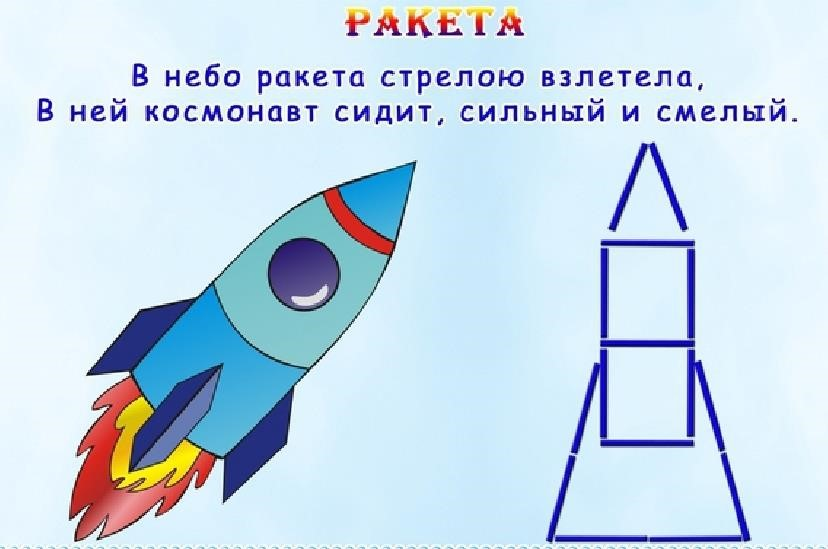 РАКЕТА
В небо ракета стрелою взлетела,
В ней космонавт сидит, сильный и смелый.